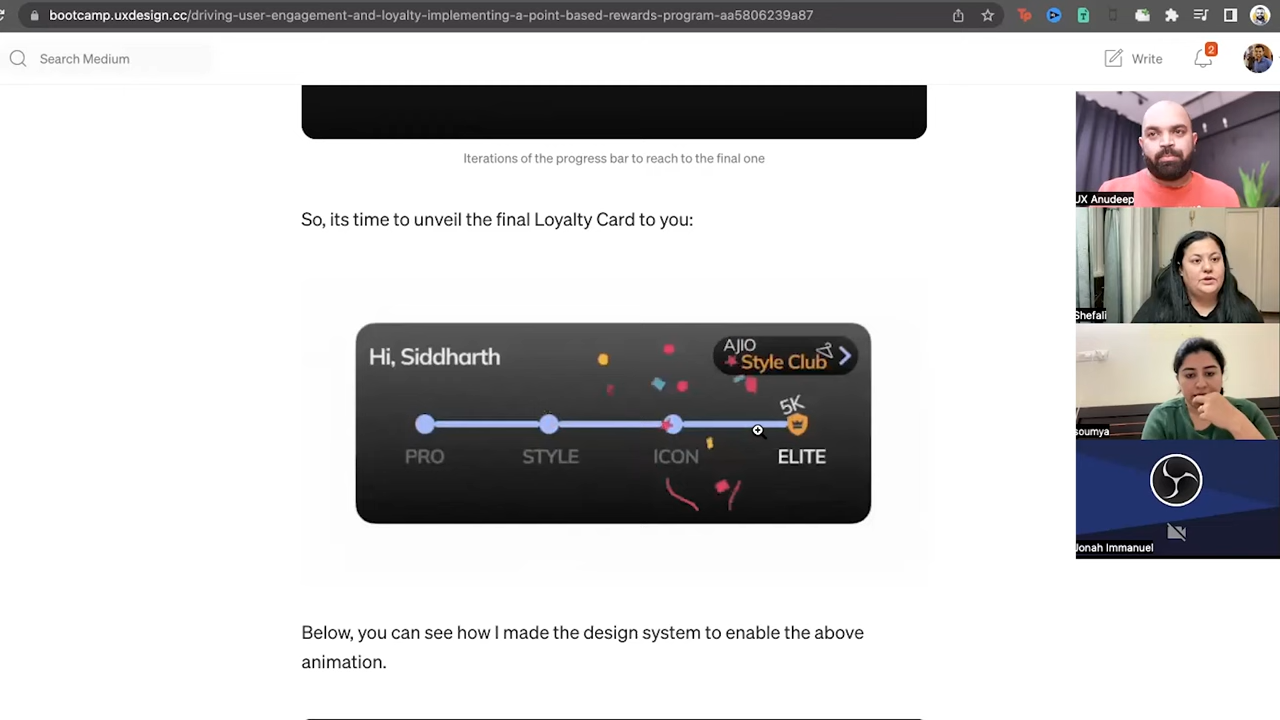 bootcamp.uxdesign.cc/driving-user-engagement-and-loyalty-implementing-a-point-based-rewards-program-aa5806239a87
Search Medium
Write
2
Iterations of the progress bar to reach to the final one
So, its time to unveil the final Loyalty Card to you:
Hi, Siddharth
AJIO
Style Club
5K
PRO
STYLE
ICON
ELITE
Below, you can see how I made the design system to enable the above
animation.
UX Anudeep
Shefali
soumya
Jonah Immanuel